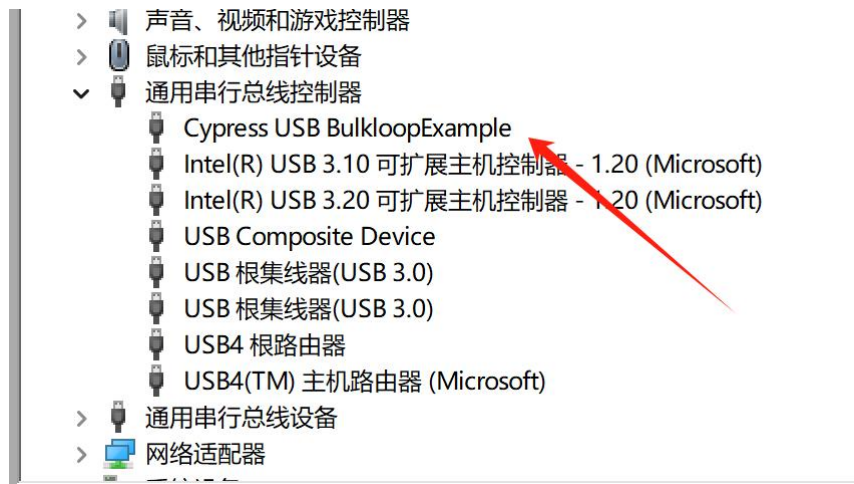 声音、视频和游戏控制器
鼠标和其他指针设备
通用串行总线控制器
Cypress USB BulkloopExample
Intel(R) USB 3.10 可扩展主机控制器 - 1.20 (Microsoft)
Intel(R) USB 3.20 可扩展主机控制器 - 1.20 (Microsoft)
USB Composite Device
USB 根集线器(USB 3.0)
USB 根集线器(USB 3.0)
USB4 根路由器
USB4(TM) 主机路由器 (Microsoft)
通用串行总线设备
网络适配器